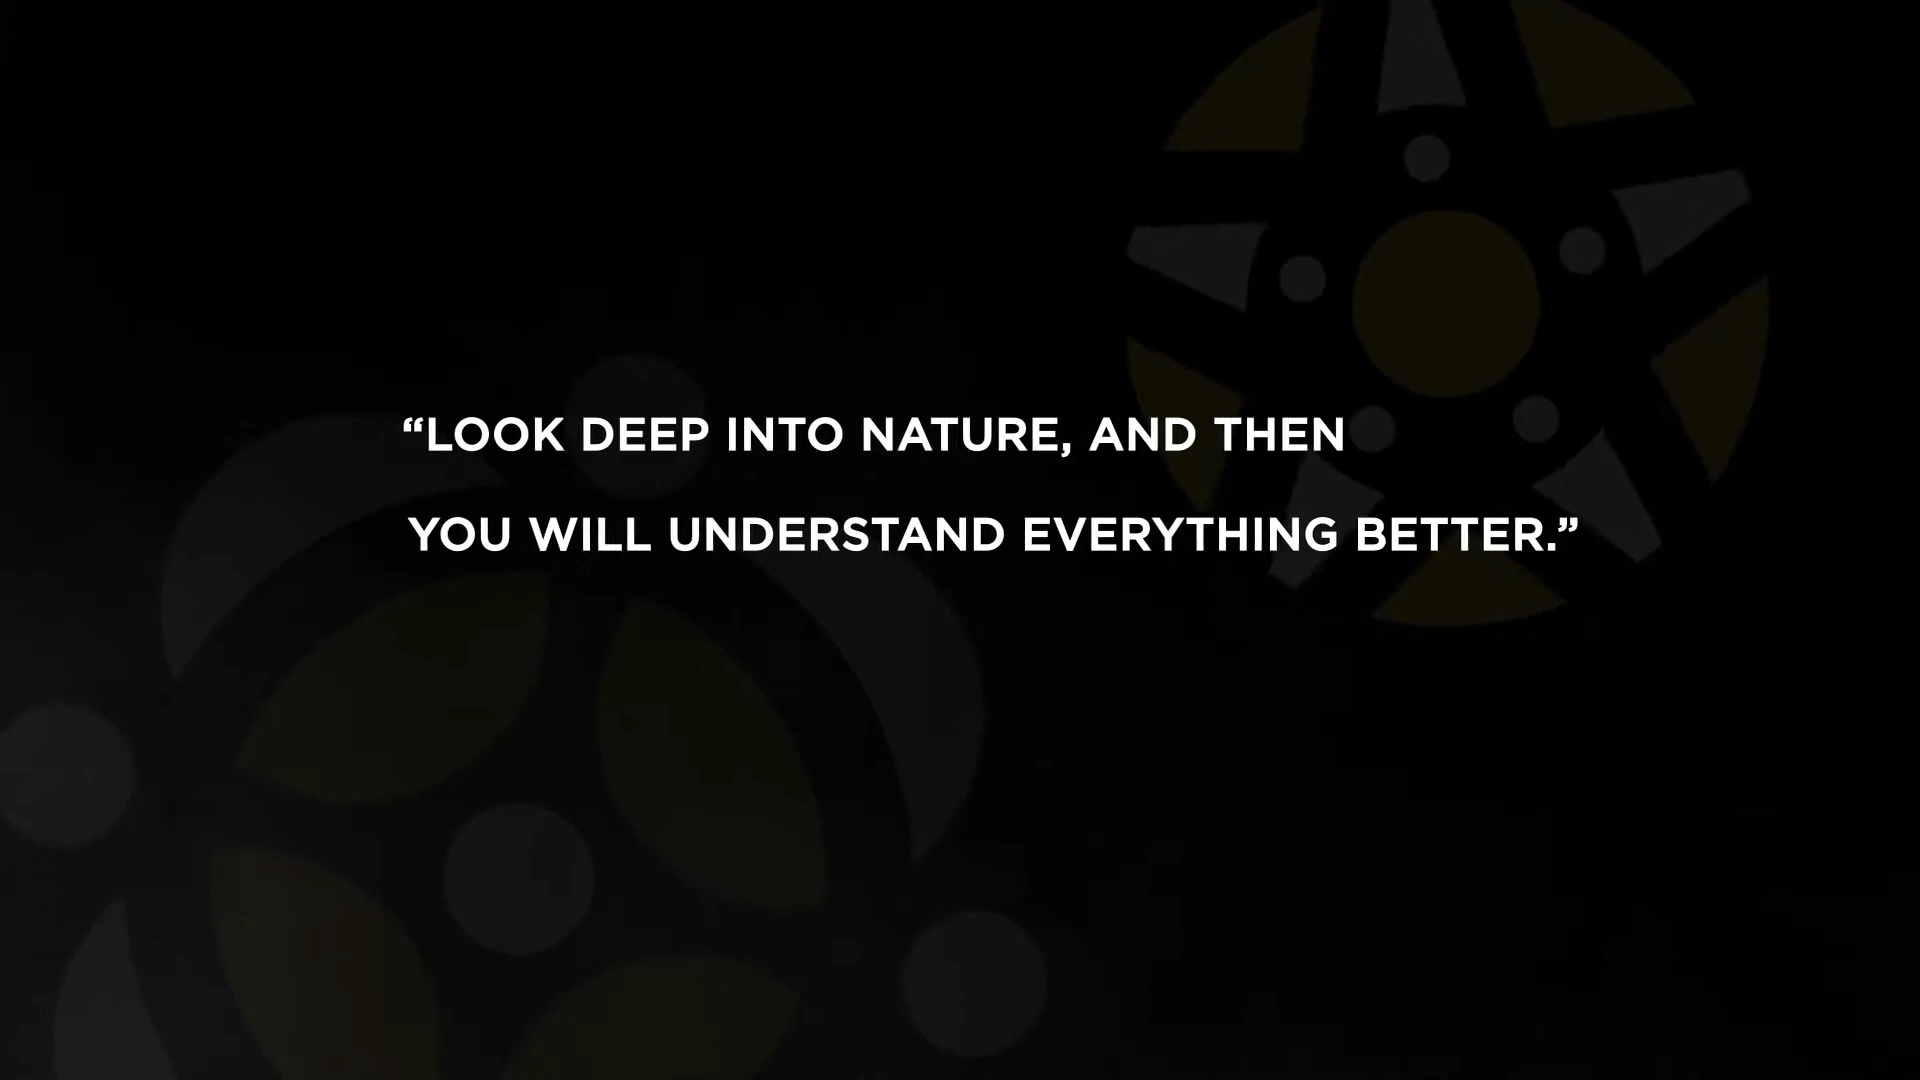 “LOOK DEEP INTO NATURE, AND THEN
YOU WILL UNDERSTAND EVERYTHING BETTER.”